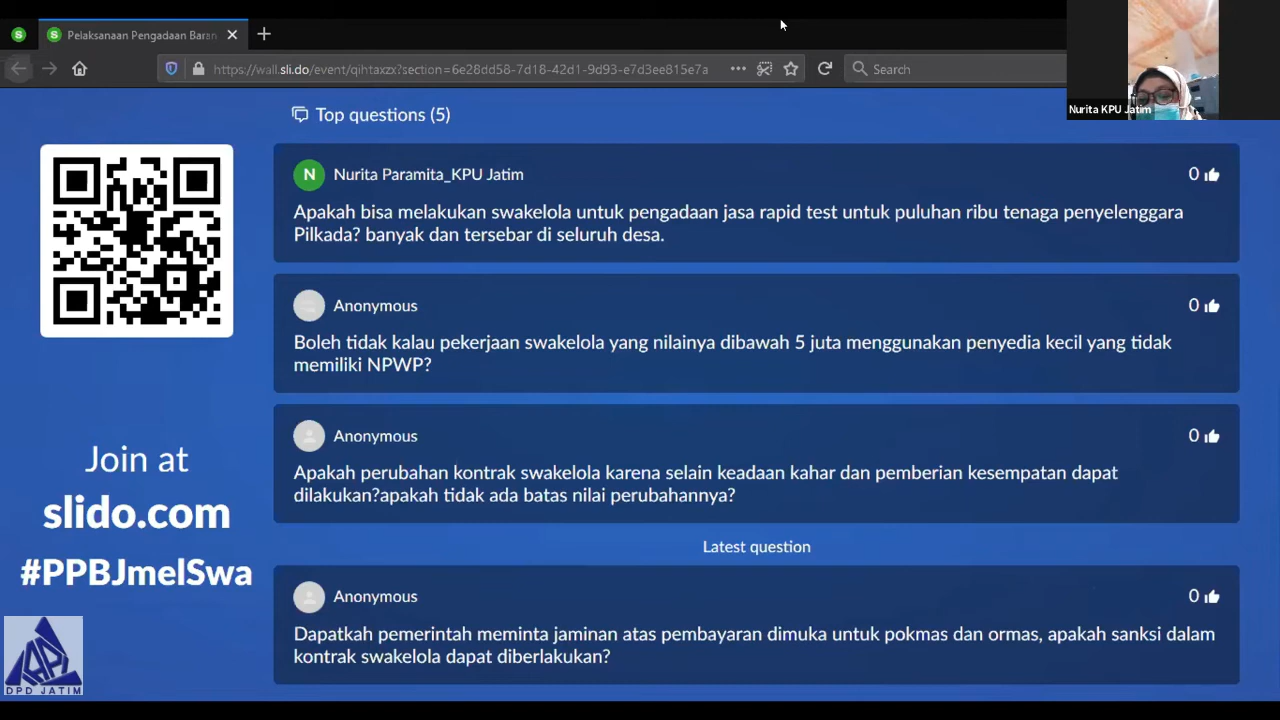 Pelaksanaan Pengadaan Baran
https://wall.sli.do/event/qihtaxzx?section=6e28dd58-7d18-42d1-9d93-e7d3ee815e7a
Search
Nurita KPU Jatim
Top questions (5)
N
Nurita Paramita_KPU Jatim
0
Apakah bisa melakukan swakelola untuk pengadaan jasa rapid test untuk puluhan ribu tenaga penyelenggara
Pilkada? banyak dan tersebar di seluruh desa.
Anonymous
0
Boleh tidak kalau pekerjaan swakelola yang nilainya dibawah 5 juta menggunakan penyedia kecil yang tidak
memiliki NPWP?
Anonymous
0
Apakah perubahan kontrak swakelola karena selain keadaan kahar dan pemberian kesempatan dapat
dilakukan?apakah tidak ada batas nilai perubahannya?
Latest question
Anonymous
0
Dapatkah pemerintah meminta jaminan atas pembayaran dimuka untuk pokmas dan ormas, apakah sanksi dalam
kontrak swakelola dapat diberlakukan?
Join at
slido.com
#PPBJmelSwa
DPD JATIM